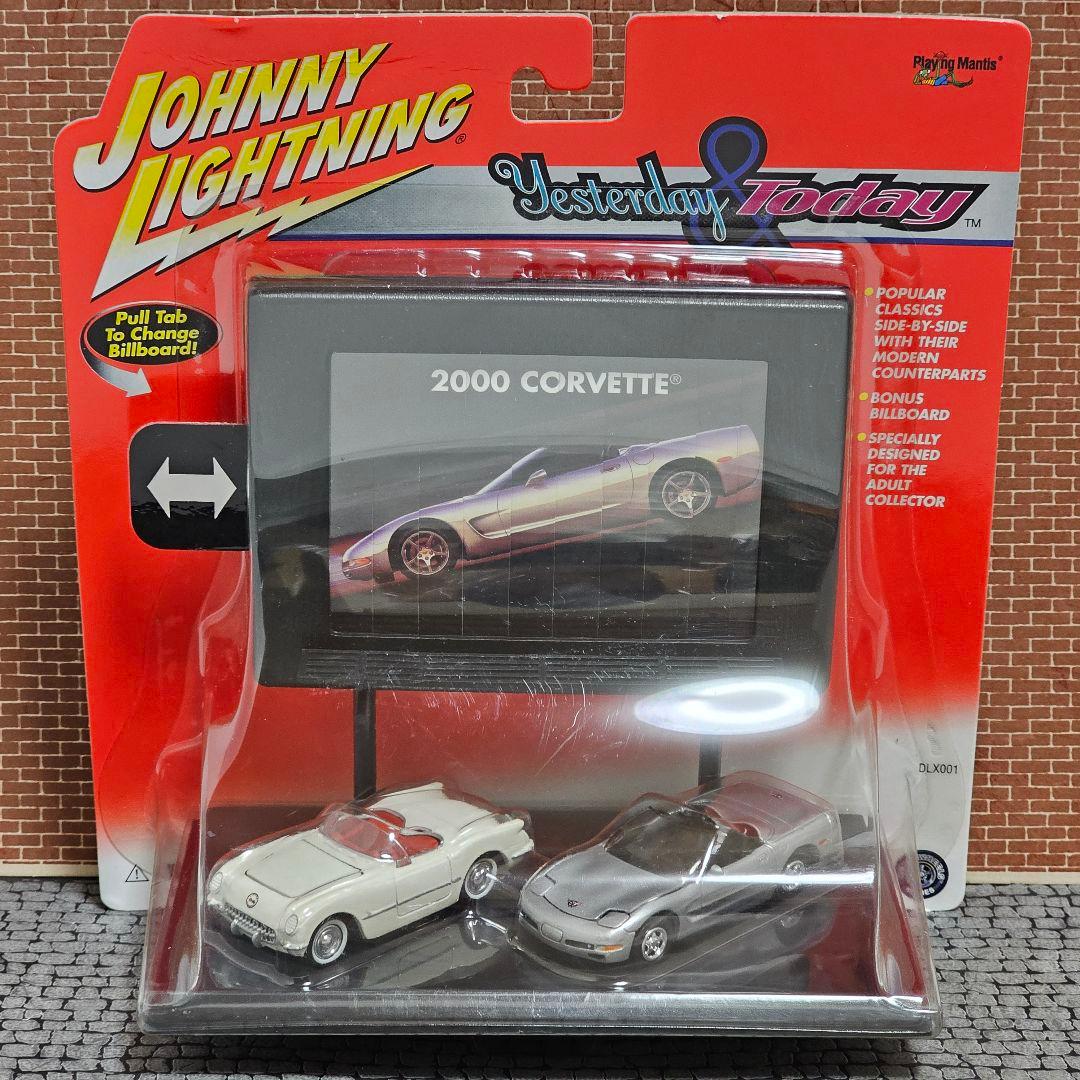 JOHNNY
LIGHTNING®
Playing Mantis®
Yesterday & Today™
Pull Tab
To Change
Billboard!
2000 CORVETTE®
POPULAR
CLASSICS
SIDE-BY-SIDE
WITH THEIR
MODERN
COUNTERPARTS
BONUS
BILLBOARD
SPECIALLY
DESIGNED
FOR THE
ADULT
COLLECTOR
DLX001